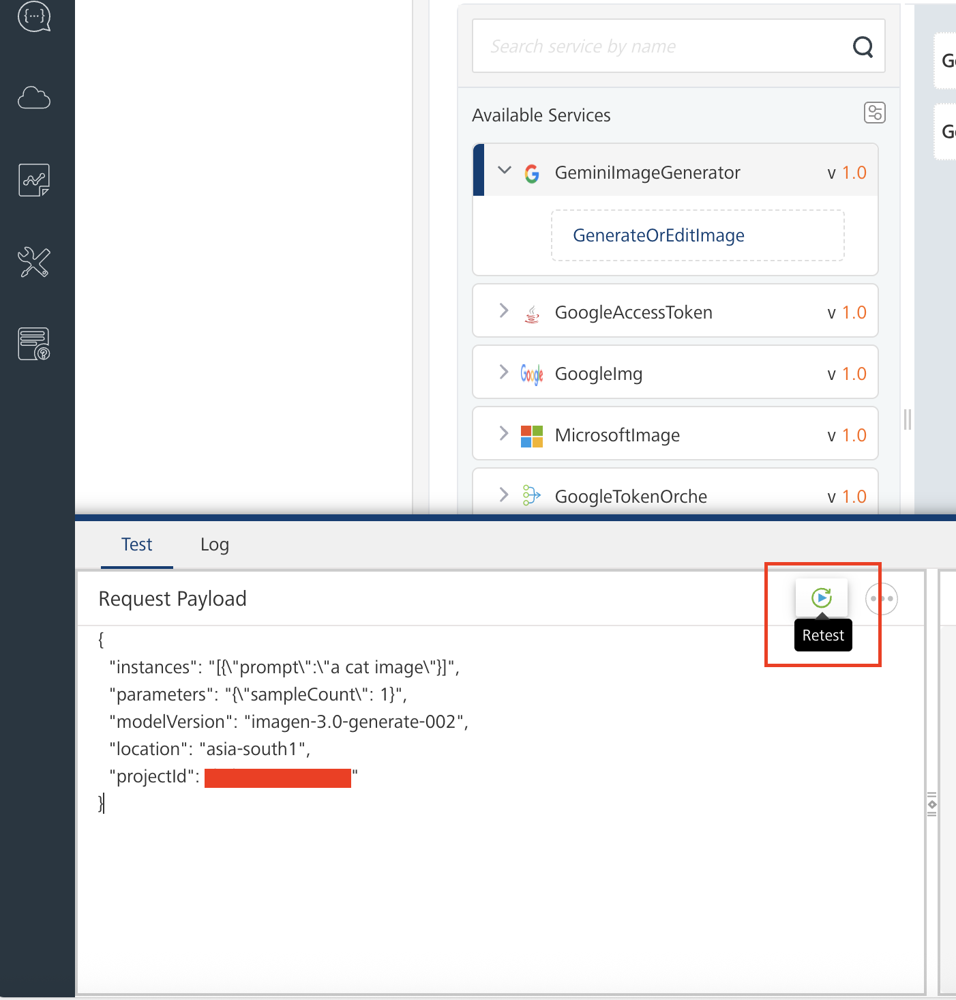 Search service by name
Available Services
GeminiImageGenerator v 1.0
GenerateOrEditImage
GoogleAccessToken v 1.0
Google GoogleImg v 1.0
MicrosoftImage v 1.0
GoogleTokenOrche v 1.0
Test Log
Request Payload
Retest
{
"instances": "[{\"prompt\":\"a cat image\"}]",
"parameters": "{\"sampleCount\": 1}",
"modelVersion": "imagen-3.0-generate-002",
"location": "asia-south1",
"projectId": "
}